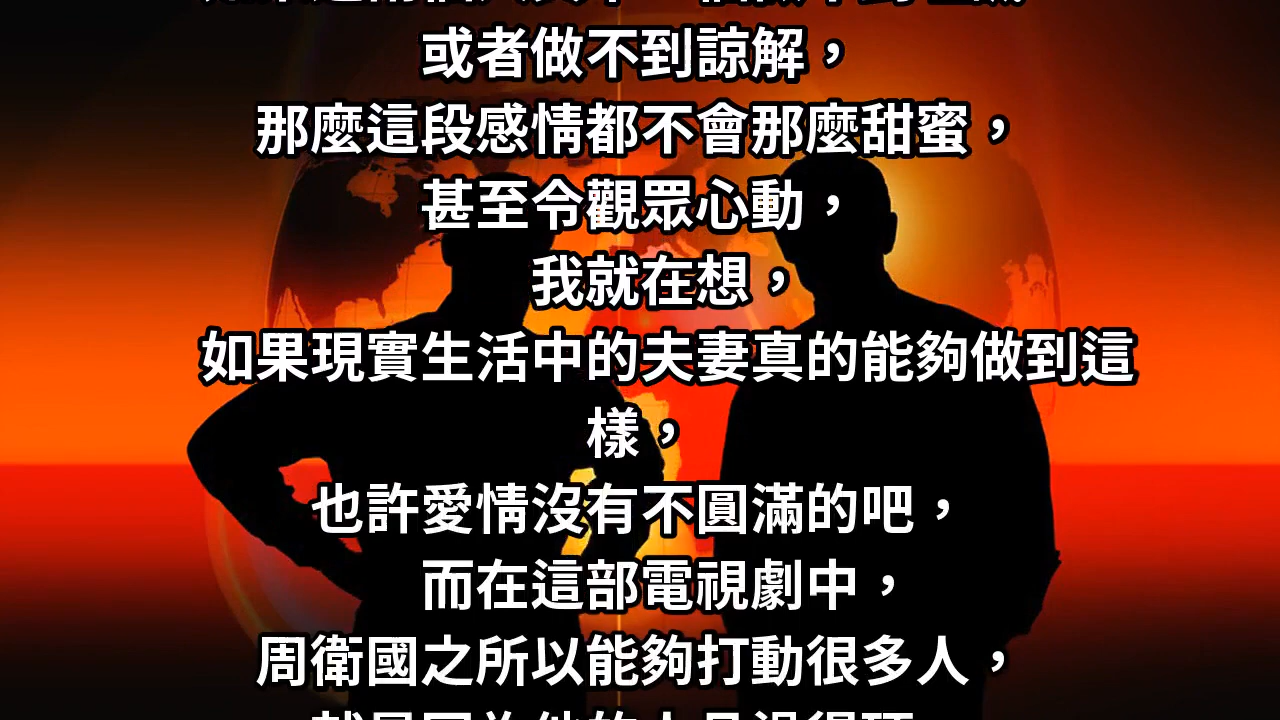 或者做不到諒解，
那麼這段感情都不會那麼甜蜜，
甚至令觀眾心動，
我就在想，
如果現實生活中的夫妻真的能夠做到這
樣，
也許愛情沒有不圓滿的吧，
而在這部電視劇中，
周衛國之所以能夠打動很多人，